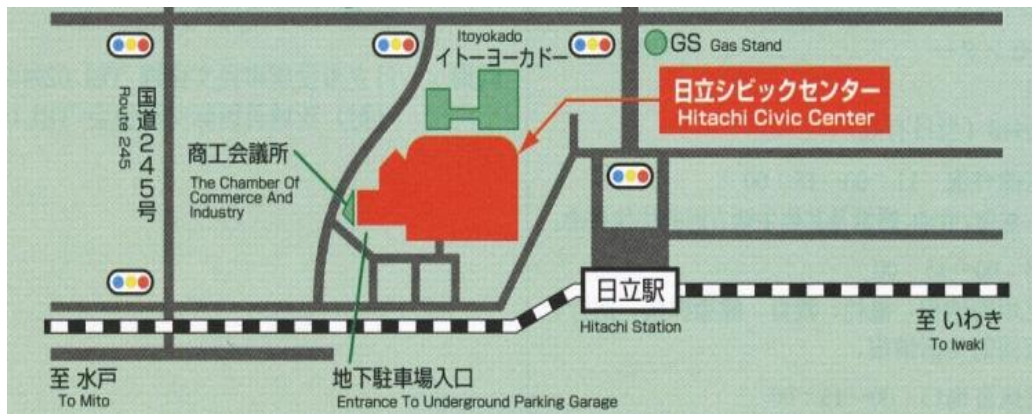 Itoyokado
イトーヨーカドー
GS Gas Stand
日立シビックセンター
Hitachi Civic Center
国道245号
Route 245
商工会議所
The Chamber Of
Commerce And
Industry
日立駅
Hitachi Station
至 いわき
To Iwaki
至 水戸
To Mito
地下駐車場入口
Entrance To Underground Parking Garage